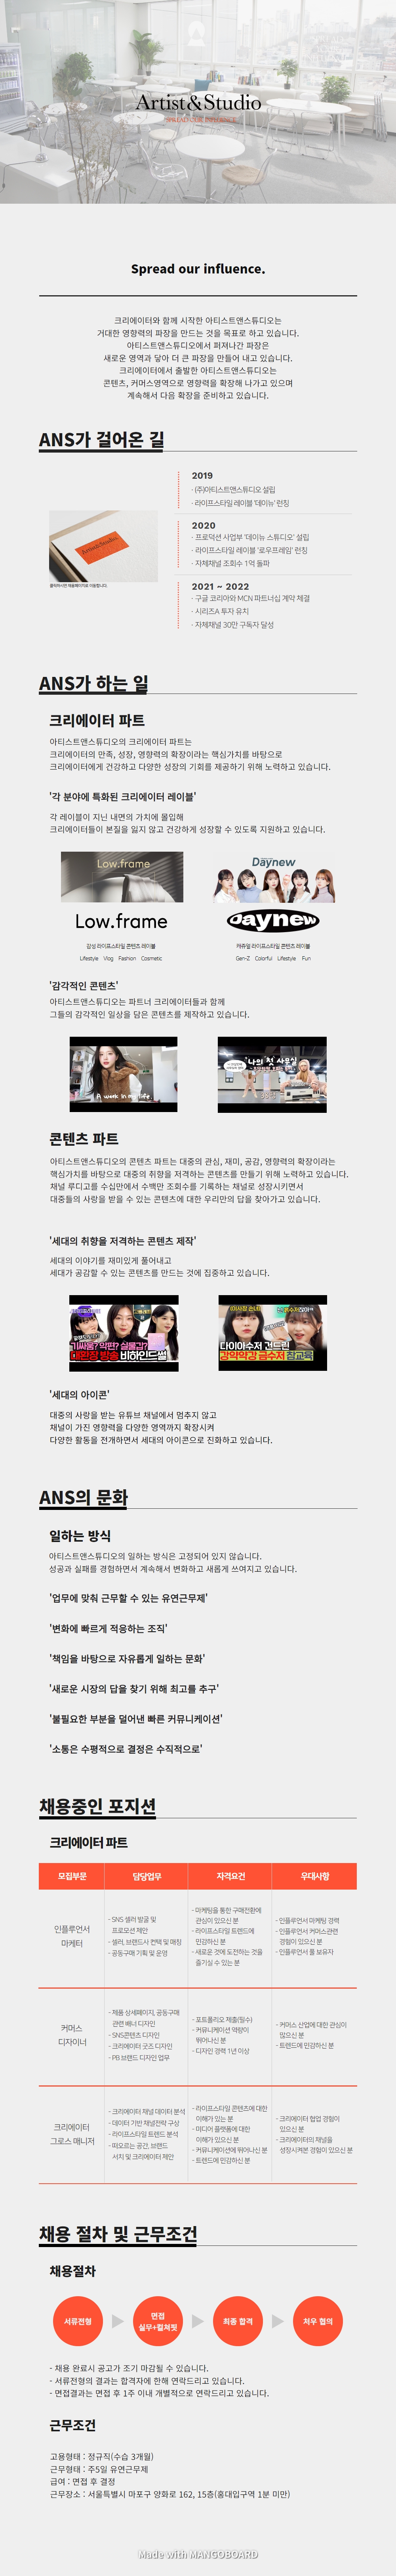 Artist&Studio
"SPREAD OUR INFLUENCE"
Spread our influence.
크리에이터와 함께 시작한 아티스트앤스튜디오는
거대한 영향력의 파장을 만드는 것을 목표로 하고 있습니다.
아티스트앤스튜디오에서 퍼져나간 파장은
새로운 영역과 닿아 더 큰 파장을 만들어 내고 있습니다.
크리에이터에서 출발한 아티스트앤스튜디오는
콘텐츠, 커머스영역으로 영향력을 확장해 나가고 있으며
계속해서 다음 확장을 준비하고 있습니다.
ANS가 걸어온 길
2019
· (주)아티스트앤스튜디오 설립
· 라이프스타일 레이블 '데이뉴' 런칭
2020
· 프로덕션 사업부 '데이뉴 스튜디오' 설립
· 라이프스타일 레이블 '로우프레임' 런칭
· 자체채널 조회수 1억 돌파
Artist&Studio
클릭하시면 채용페이지로 이동합니다.
2021 ~ 2022
· 구글 코리아와 MCN 파트너십 계약 체결
· 시리즈A 투자 유치
· 자체채널 30만 구독자 달성
ANS가 하는 일
크리에이터 파트
아티스트앤스튜디오의 크리에이터 파트는
크리에이터의 만족, 성장, 영향력의 확장이라는 핵심가치를 바탕으로
크리에이터에게 건강하고 다양한 성장의 기회를 제공하기 위해 노력하고 있습니다.
'각 분야에 특화된 크리에이터 레이블'
각 레이블이 지닌 내면의 가치에 몰입해
크리에이터들이 본질을 잃지 않고 건강하게 성장할 수 있도록 지원하고 있습니다.
Low.frame
Daynew
Low.frame
Daynew
감성 라이프스타일 콘텐츠 레이블
캐쥬얼 라이프스타일 콘텐츠 레이블
Lifestyle Vlog Fashion Cosmetic
Gen-Z Colorful Lifestyle Fun
'감각적인 콘텐츠'
아티스트앤스튜디오는 파트너 크리에이터들과 함께
그들의 감각적인 일상을 담은 콘텐츠를 제작하고 있습니다.
A work in my life.
'나의' 첫 사무실
콘텐츠 파트
아티스트앤스튜디오의 콘텐츠 파트는 대중의 관심, 재미, 공감, 영향력의 확장이라는
핵심가치를 바탕으로 대중의 취향을 저격하는 콘텐츠를 만들기 위해 노력하고 있습니다.
채널 루디고를 수십만에서 수백만 조회수를 기록하는 채널로 성장시키면서
대중들의 사랑을 받을 수 있는 콘텐츠에 대한 우리만의 답을 찾아가고 있습니다.
'세대의 취향을 저격하는 콘텐츠 제작'
세대의 이야기를 재미있게 풀어내고
세대가 공감할 수 있는 콘텐츠를 만드는 것에 집중하고 있습니다.
기싸움? 악편? 실물갑?
대환장 방송 비하인드썰
다이아수저 건드린
강약약강 금수저 참교육
'세대의 아이콘'
대중의 사랑을 받는 유튜브 채널에서 멈추지 않고
채널이 가진 영향력을 다양한 영역까지 확장시켜
다양한 활동을 전개하면서 세대의 아이콘으로 진화하고 있습니다.
ANS의 문화
일하는 방식
아티스트앤스튜디오의 일하는 방식은 고정되어 있지 않습니다.
성공과 실패를 경험하면서 계속해서 변화하고 새롭게 쓰여지고 있습니다.
'업무에 맞춰 근무할 수 있는 유연근무제'
'변화에 빠르게 적응하는 조직'
'책임을 바탕으로 자유롭게 일하는 문화'
'새로운 시장의 답을 찾기 위해 최고를 추구'
'불필요한 부분을 덜어낸 빠른 커뮤니케이션'
'소통은 수평적으로 결정은 수직적으로'
채용중인 포지션
크리에이터 파트
모집부문
담당업무
자격요건
우대사항
인플루언서
마케터
- SNS 셀러 발굴 및
프로모션 제안
- 셀러, 브랜드사 컨택 및 매칭
- 공동구매 기획 및 운영
- 마케팅을 통한 구매전환에
관심이 있으신 분
- 라이프스타일 트렌드에
민감하신 분
- 새로운 것에 도전하는 것을
즐기실 수 있는 분
- 인플루언서 마케팅 경력
- 인플루언서 커머스관련
경험이 있으신 분
- 인플루언서 툴 보유자
커머스
디자이너
- 제품 상세페이지, 공동구매
관련 배너 디자인
- SNS콘텐츠 디자인
- 크리에이터 굿즈 디자인
- PB 브랜드 디자인 업무
- 포트폴리오 제출(필수)
- 커뮤니케이션 역량이
뛰어나신 분
- 디자인 경력 1년 이상
- 커머스 산업에 대한 관심이
많으신 분
- 트렌드에 민감하신 분
크리에이터
그로스 매니저
- 크리에이터 채널 데이터 분석
- 데이터 기반 채널전략 구상
- 라이프스타일 트렌드 분석
- 떠오르는 공간, 브랜드
서치 및 크리에이터 제안
- 라이프스타일 콘텐츠에 대한
이해가 있는 분
- 미디어 플랫폼에 대한
이해가 있으신 분
- 커뮤니케이션에 뛰어나신 분
- 트렌드에 민감하신 분
- 크리에이터 협업 경험이
있으신 분
- 크리에이터의 채널을
성장시켜본 경험이 있으신 분
채용 절차 및 근무조건
채용절차
서류전형
면접
실무+컬쳐핏
최종 합격
처우 협의
- 채용 완료시 공고가 조기 마감될 수 있습니다.
- 서류전형의 결과는 합격자에 한해 연락드리고 있습니다.
- 면접결과는 면접 후 1주 이내 개별적으로 연락드리고 있습니다.
근무조건
고용형태 : 정규직(수습 3개월)
근무형태 : 주5일 유연근무제
급여 : 면접 후 결정
근무장소 : 서울특별시 마포구 양화로 162, 15층(홍대입구역 1분 미만)
Made with MANGOBOARD